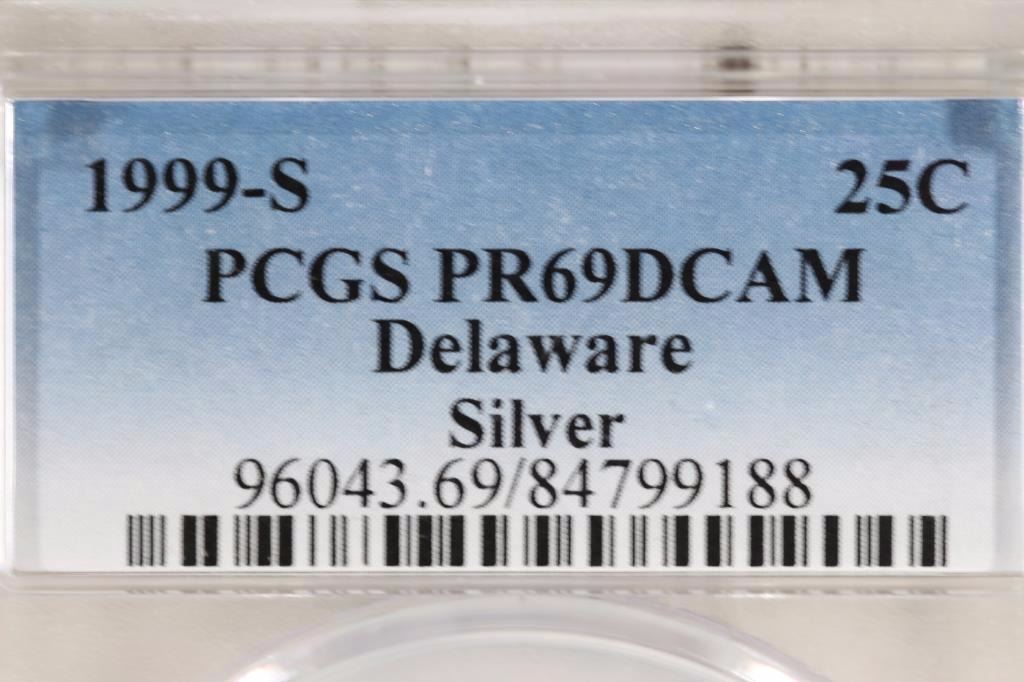 1999-S 25C
PCGS PR69DCAM
Delaware
Silver
96043.69/84799188